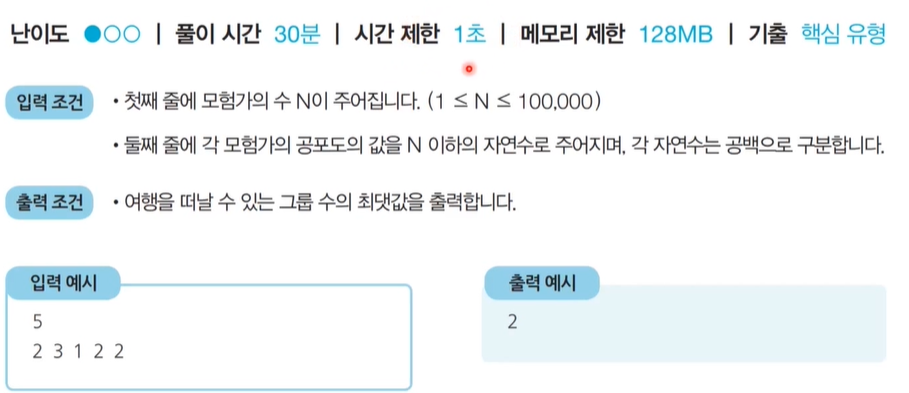 난이도 ●○○ | 풀이 시간 30분 | 시간 제한 1초 | 메모리 제한 128MB | 기출 핵심 유형
입력 조건 • 첫째 줄에 모험가의 수 N이 주어집니다. (1 ≤ N ≤ 100,000)
• 둘째 줄에 각 모험가의 공포도의 값을 N 이하의 자연수로 주어지며, 각 자연수는 공백으로 구분합니다.
출력 조건 • 여행을 떠날 수 있는 그룹 수의 최댓값을 출력합니다.
입력 예시
5
2 3 1 2 2
출력 예시
2